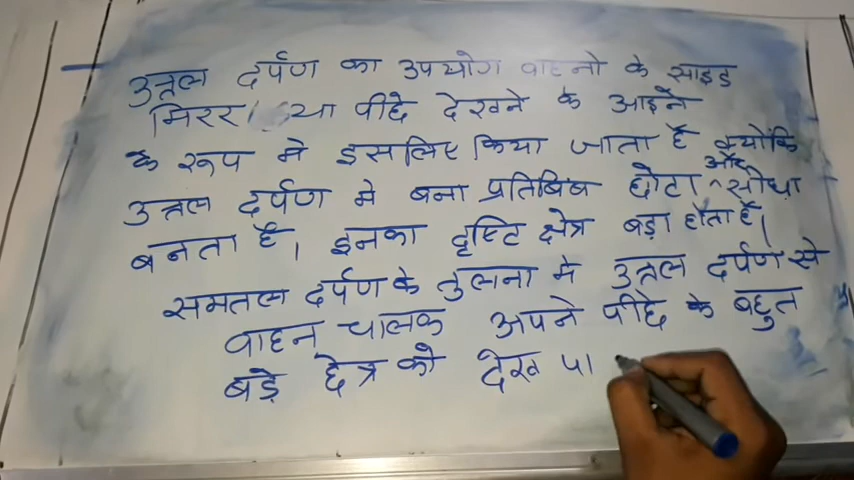 उत्तल दर्पण का उपयोग वाहनो के साइड
मिरर या पीछे देखने के आइने
के रूप मे इसलिए किया जाता है क्योकि
उत्तल दर्पण मे बना प्रतिबिंब छोटा और सीधा
बनता है। इनका दृष्टि क्षेत्र बड़ा होता है।
समतल दर्पण के तुलना मे उत्तल दर्पण से
वाहन चालक अपने पीछे के बहुत
बड़े छेत्र को देख पा